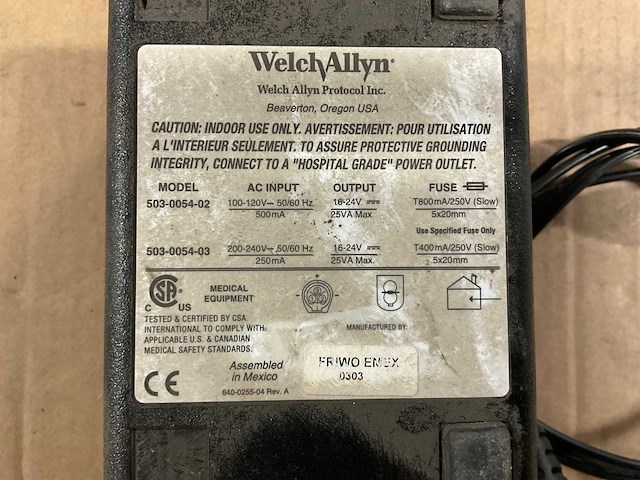 WelchAllyn®
Welch Allyn Protocol Inc.
Beaverton, Oregon USA
CAUTION: INDOOR USE ONLY. AVERTISSEMENT: POUR UTILISATION
A L'INTERIEUR SEULEMENT. TO ASSURE PROTECTIVE GROUNDING
INTEGRITY, CONNECT TO A "HOSPITAL GRADE" POWER OUTLET.
MODEL AC INPUT OUTPUT FUSE
503-0054-02 100-120V~ 50/60 Hz 16-24V T800mA/250V (Slow)
500mA 25VA Max 5x20mm
Use Specified Fuse Only
503-0054-03 200-240V~ 50/60 Hz 16-24V T400mA/250V (Slow)
250mA 25VA Max. 5x20mm
C SA US
MEDICAL
EQUIPMENT
TESTED & CERTIFIED BY CSA
INTERNATIONAL TO COMPLY WITH
APPLICABLE U.S. & CANADIAN
MEDICAL SAFETY STANDARDS.
MANUFACTURED BY:
CE
Assembled
in Mexico
640-0255-04 Rev. A
FRIWO EMEX
0303